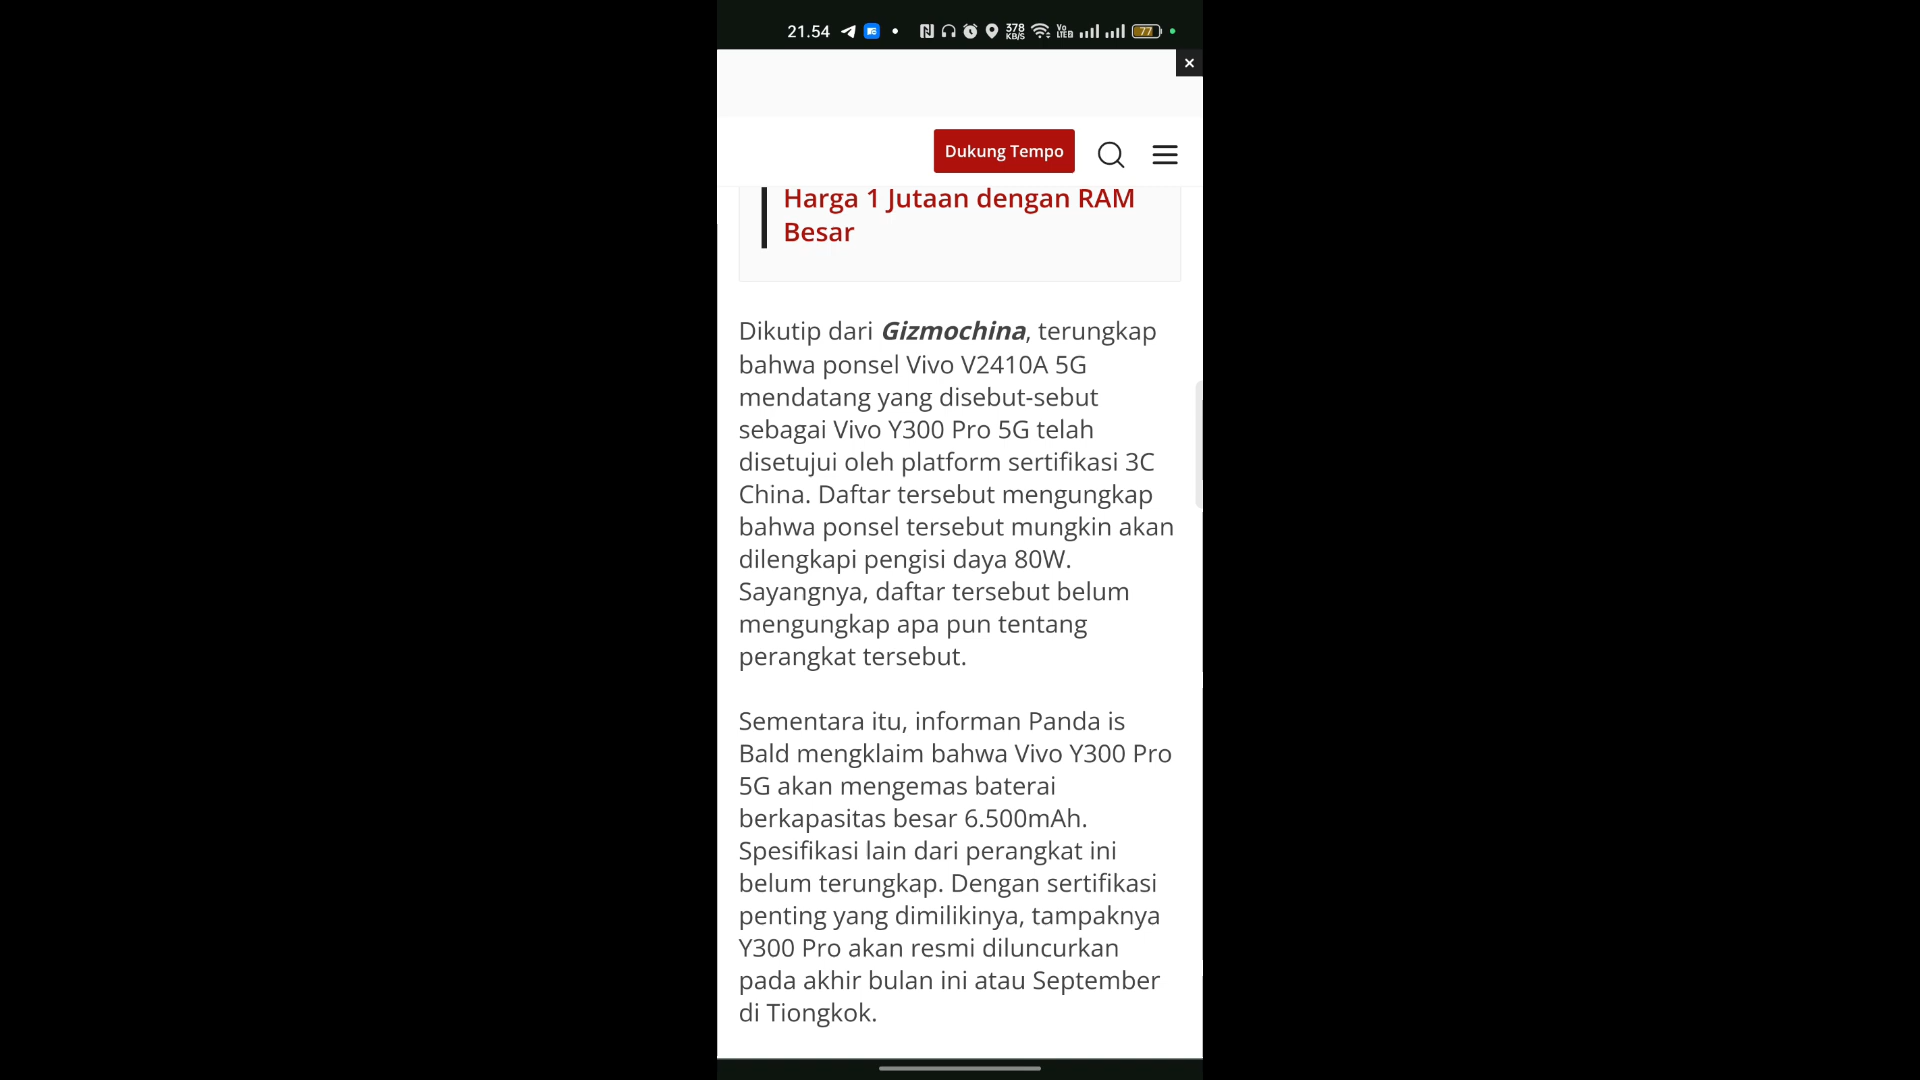 21.54
378
KB/S
Vo
LTE2
77
Dukung Tempo
Harga 1 Jutaan dengan RAM
Besar
Dikutip dari Gizmochina, terungkap
bahwa ponsel Vivo V2410A 5G
mendatang yang disebut-sebut
sebagai Vivo Y300 Pro 5G telah
disetujui oleh platform sertifikasi 3C
China. Daftar tersebut mengungkap
bahwa ponsel tersebut mungkin akan
dilengkapi pengisi daya 80W.
Sayangnya, daftar tersebut belum
mengungkap apa pun tentang
perangkat tersebut.
Sementara itu, informan Panda is
Bald mengklaim bahwa Vivo Y300 Pro
5G akan mengemas baterai
berkapasitas besar 6.500mAh.
Spesifikasi lain dari perangkat ini
belum terungkap. Dengan sertifikasi
penting yang dimilikinya, tampaknya
Y300 Pro akan resmi diluncurkan
pada akhir bulan ini atau September
di Tiongkok.